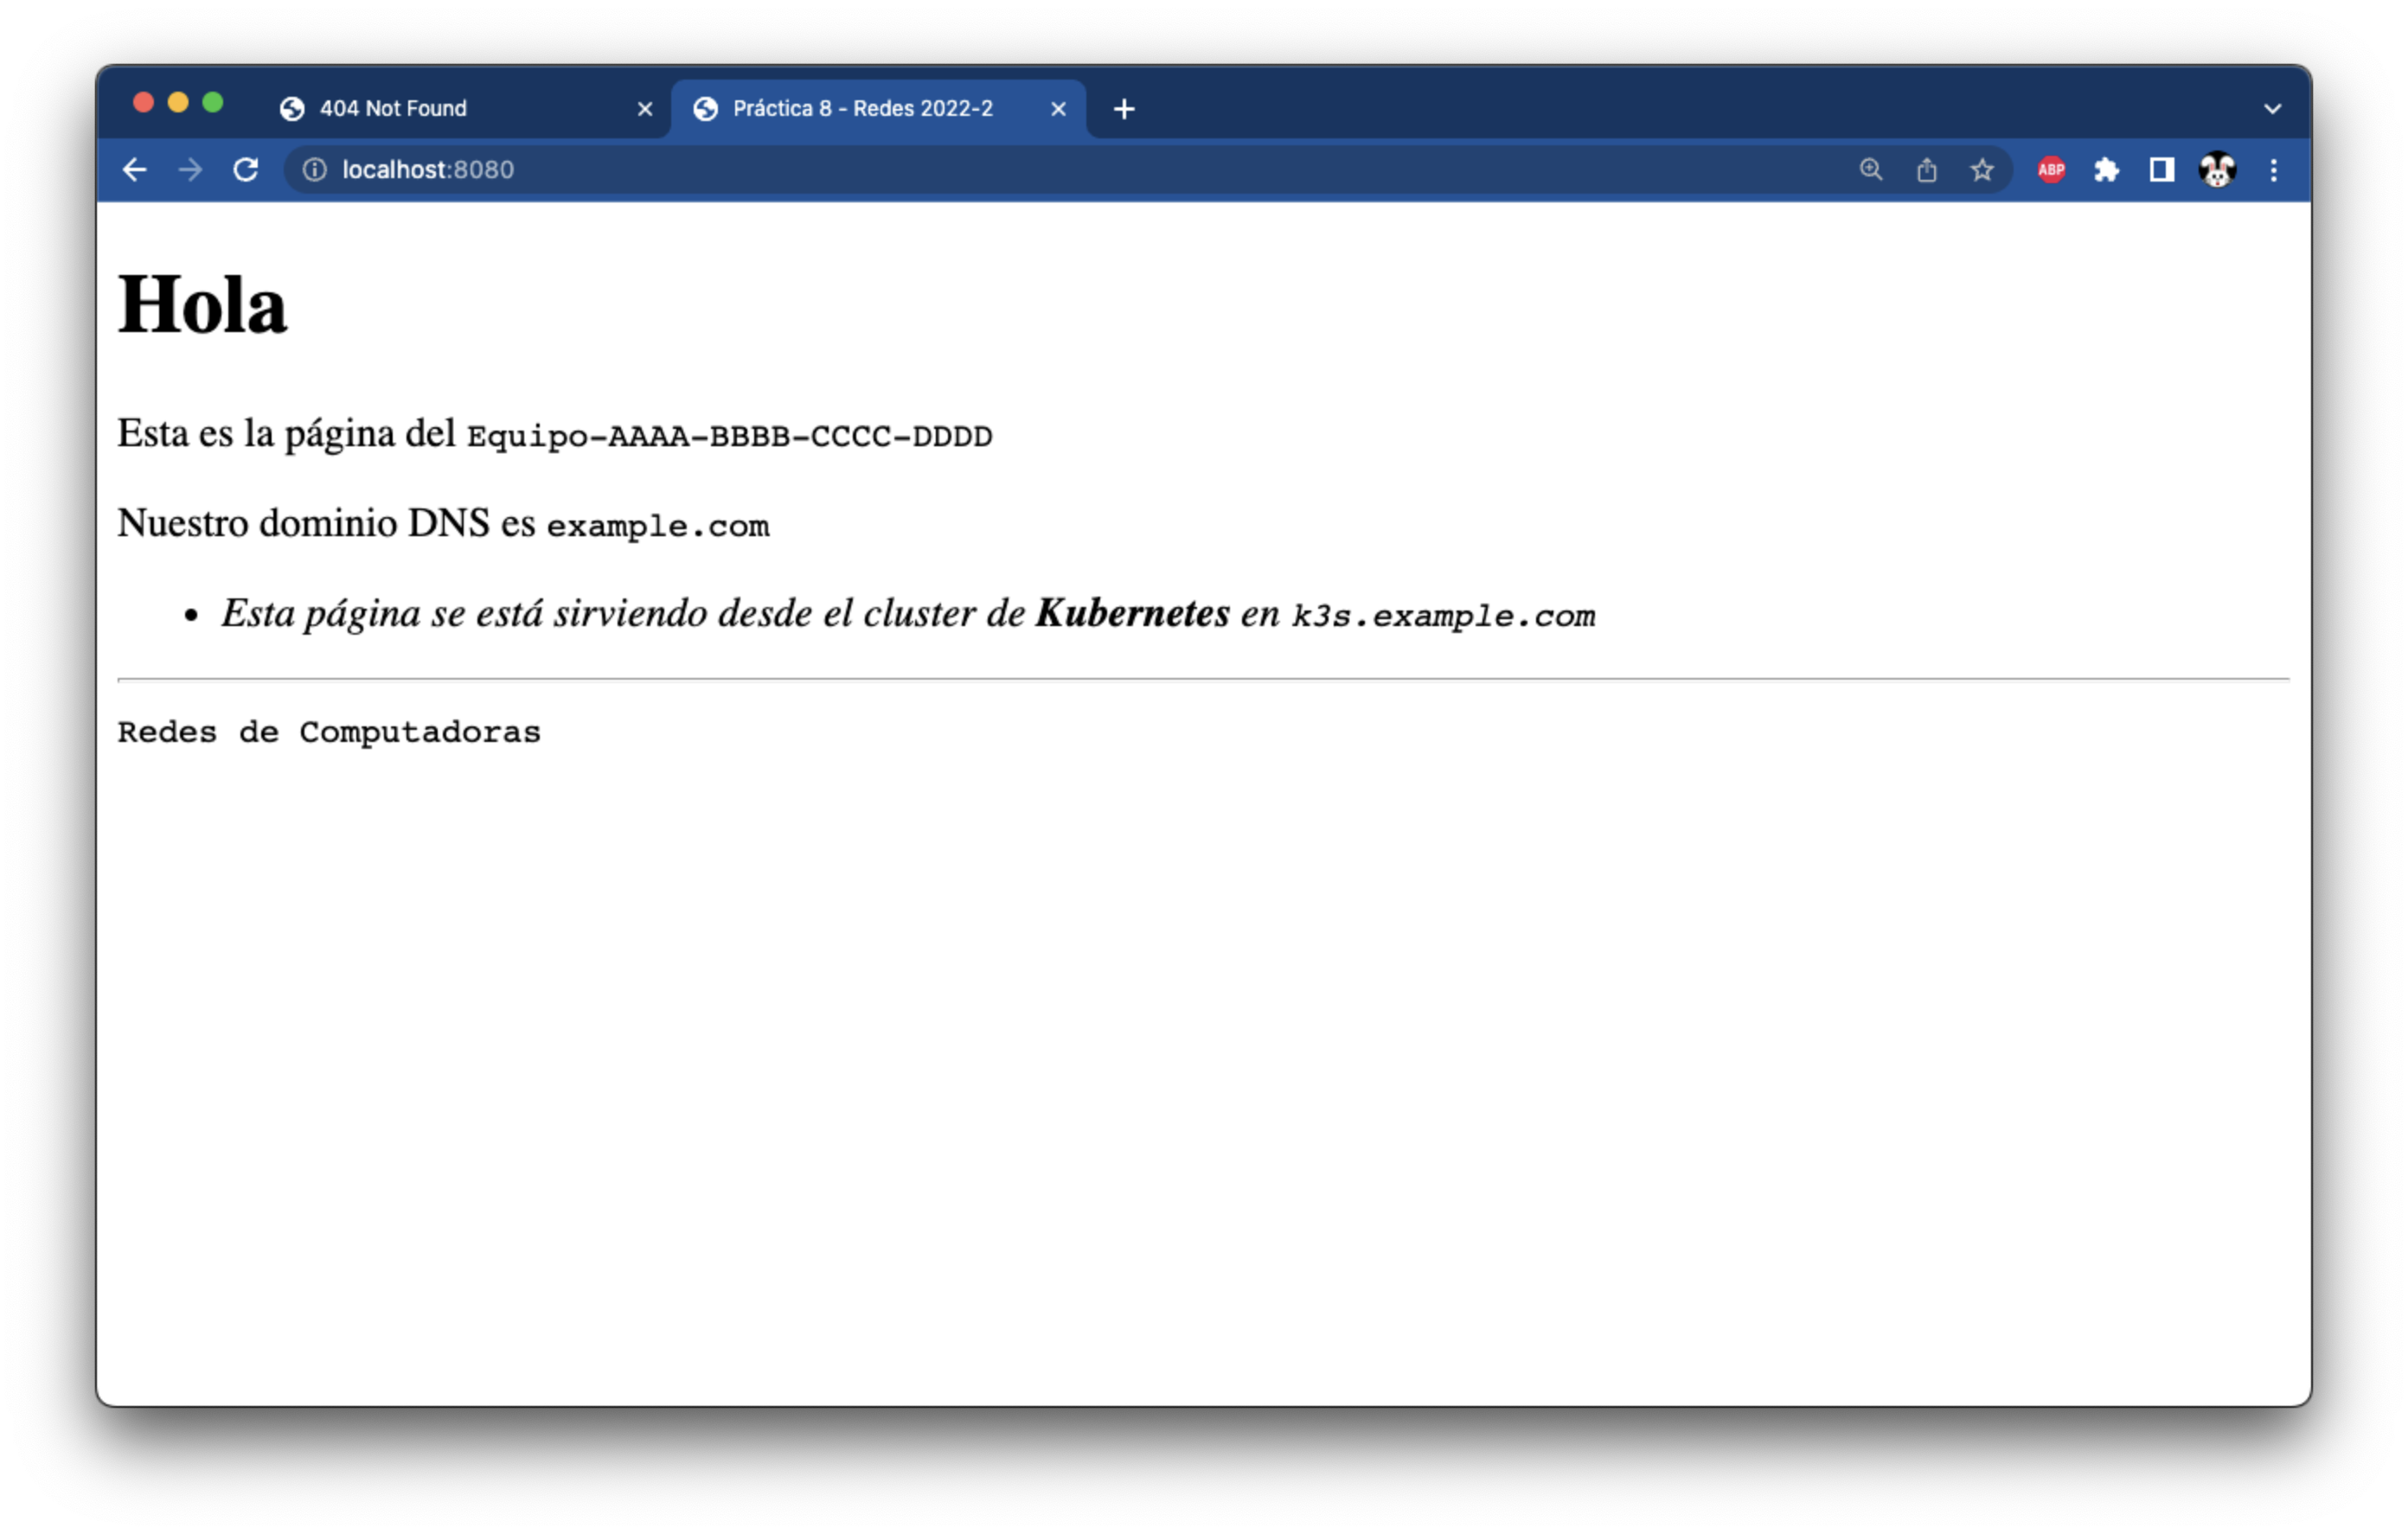 404 Not Found
Práctica 8 - Redes 2022-2
localhost:8080
ABP
Hola
Esta es la página del Equipo-AAAA-BBBB-CCCC-DDDD
Nuestro dominio DNS es example.com
Esta página se está sirviendo desde el cluster de Kubernetes en k3s.example.com
Redes de Computadoras